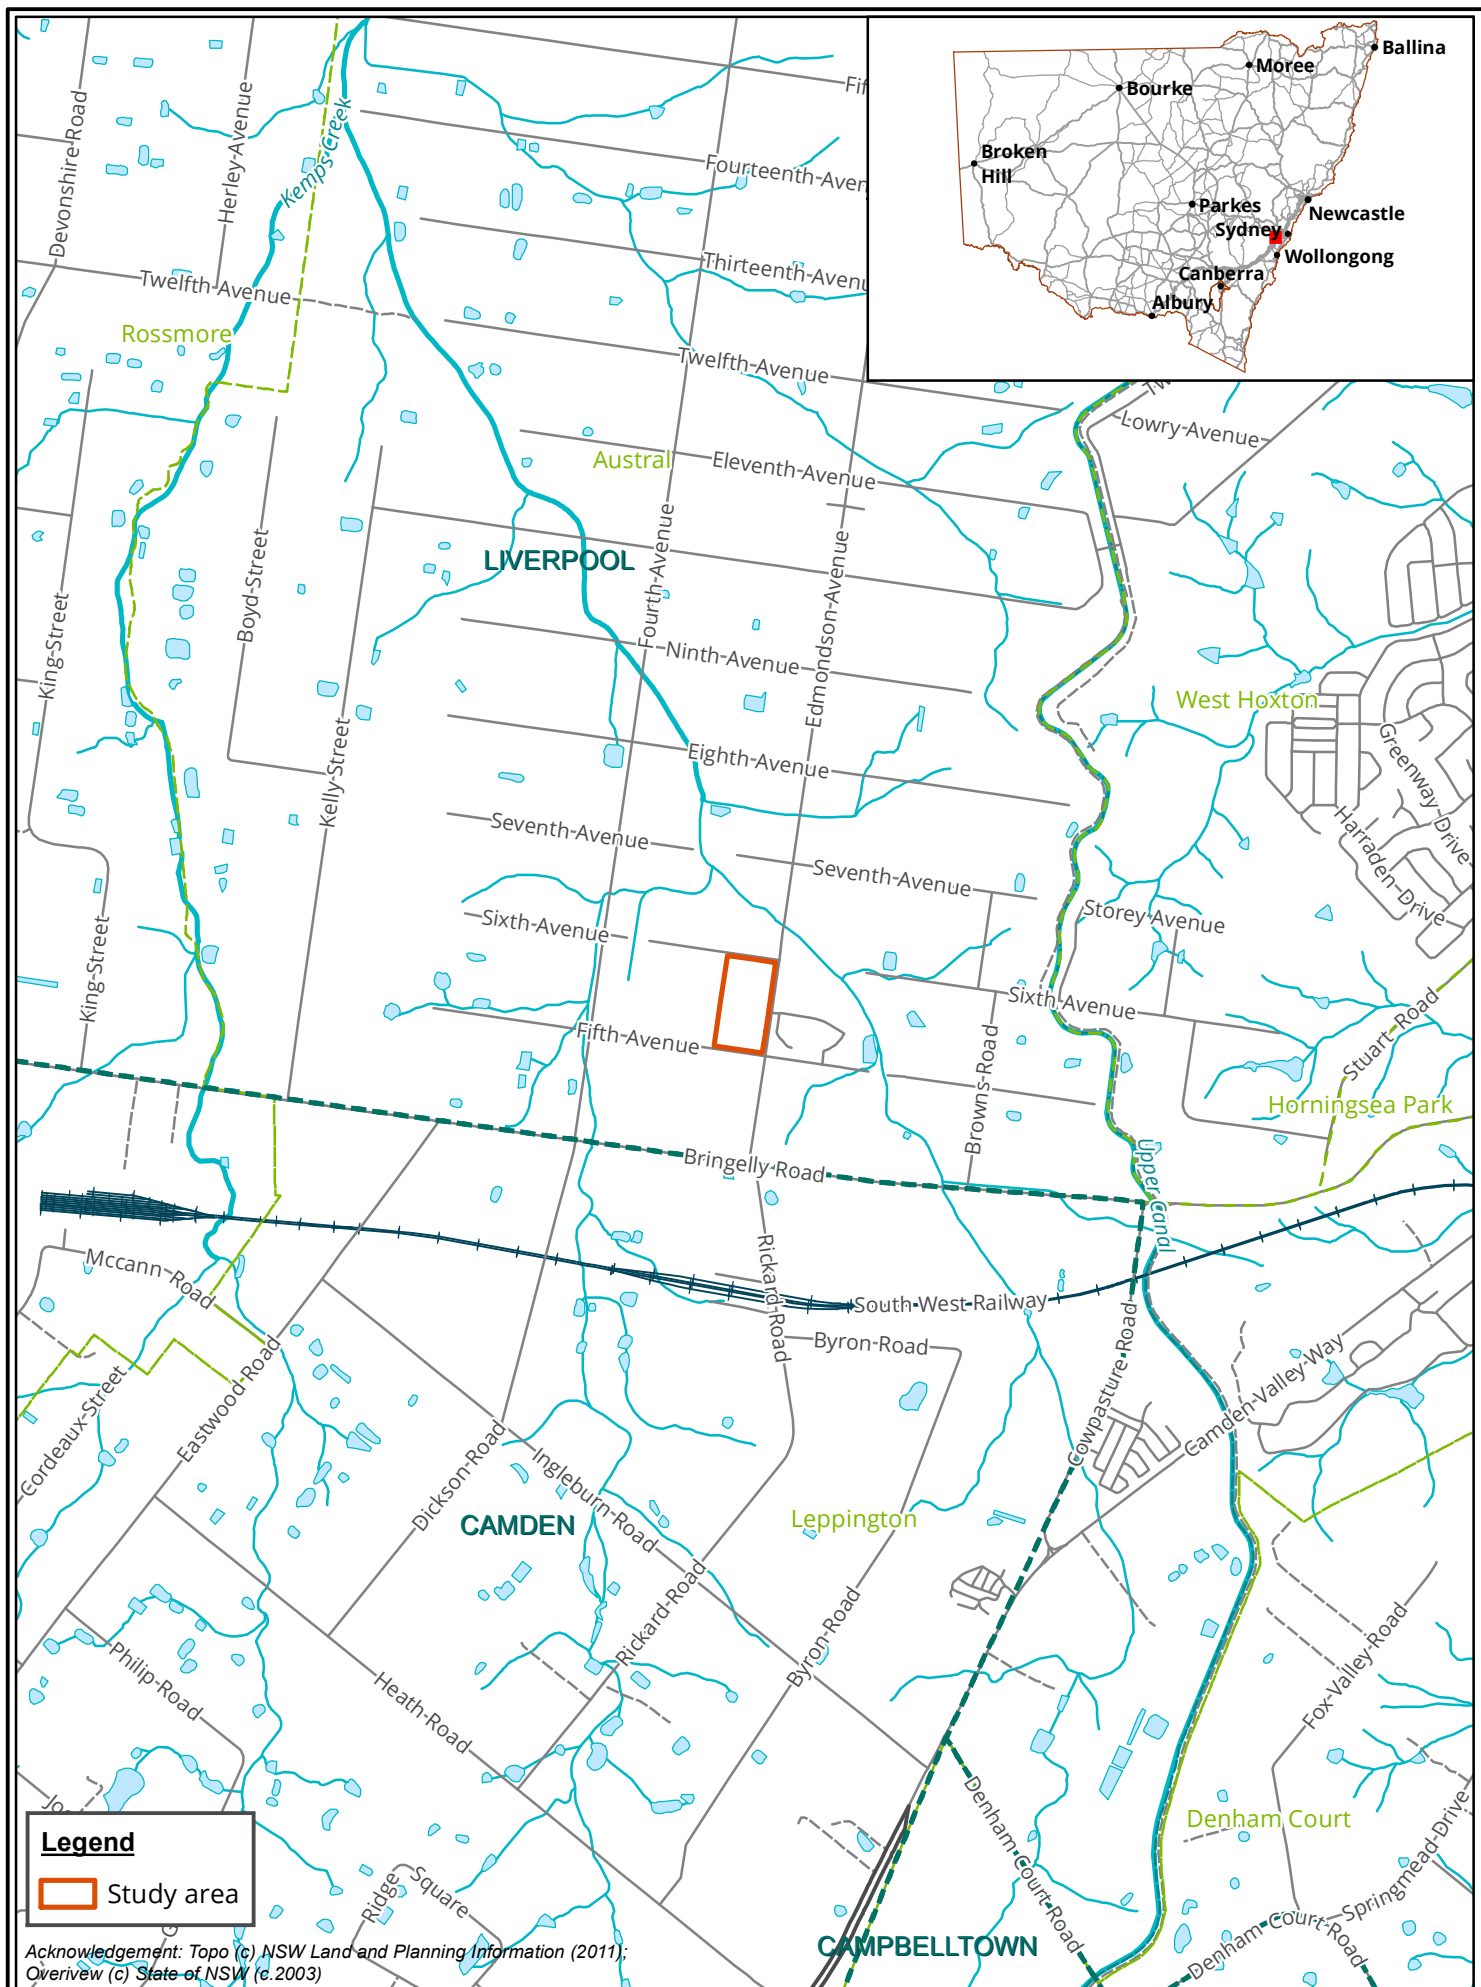 Ballina
Moree
Bourke
Broken
Hill
Parkes
Newcastle
Sydney
Wollongong
Canberra
Albury
Devonshire Road
Herley Avenue
Kemps Creek
Fourteenth Aven
Thirteenth Avenu
Twelfth Avenue
Rossmore
Twelfth Avenue
Lowry Avenue
Austral
Eleventh Avenue
LIVERPOOL
Fourth Avenue
Edmondson Avenue
Boyd Street
King Street
Ninth Avenue
West Hoxton
Greenway Drive
Kelly Street
Eighth Avenue
Seventh Avenue
Harraden Drive
Seventh Avenue
Storey Avenue
Sixth Avenue
King Street
Sixth Avenue
Stuart Road
Fifth Avenue
Browns Road
Horningsea Park
Bringelly Road
Upper Canal
Mccann Road
Rickard Road
South West Railway
Byron Road
Cowpasture Road
Camden Valley Way
Cordeaux Street
Eastwood Road
Dickson Road
Ingleburn Road
CAMDEN
Leppington
Rickard Road
Byron Road
Philip Road
Heath Road
Fox Valley Road
Denham Court Road
Denham Court
Springmead Drive
Legend
Study area
Ridge
Square
CAMPBELLTOWN
Denham Court Road
Acknowledgement: Topo (c) NSW Land and Planning Information (2011);
Overivew (c) State of NSW (c.2003)